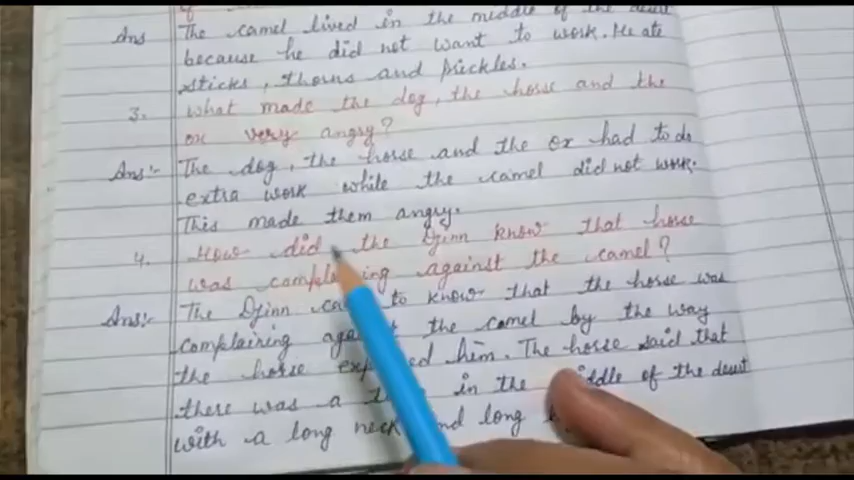 Ans The camel lived in the middle of the desert
because he did not want to work. He ate
sticks, thorns and prickles.
3. what made the dog, the horse and the
ox very angry?
Ans:- The dog, the horse and the ox had to do
extra work while the camel did not work.
This made them angry.
4. How did the Djinn know that horse
was complaining against the camel?
Ans:- The Djinn to know that the horse was
complaining the camel by the way
the horse him. The horse said that
there was a in the of the desert
with a long neck and long